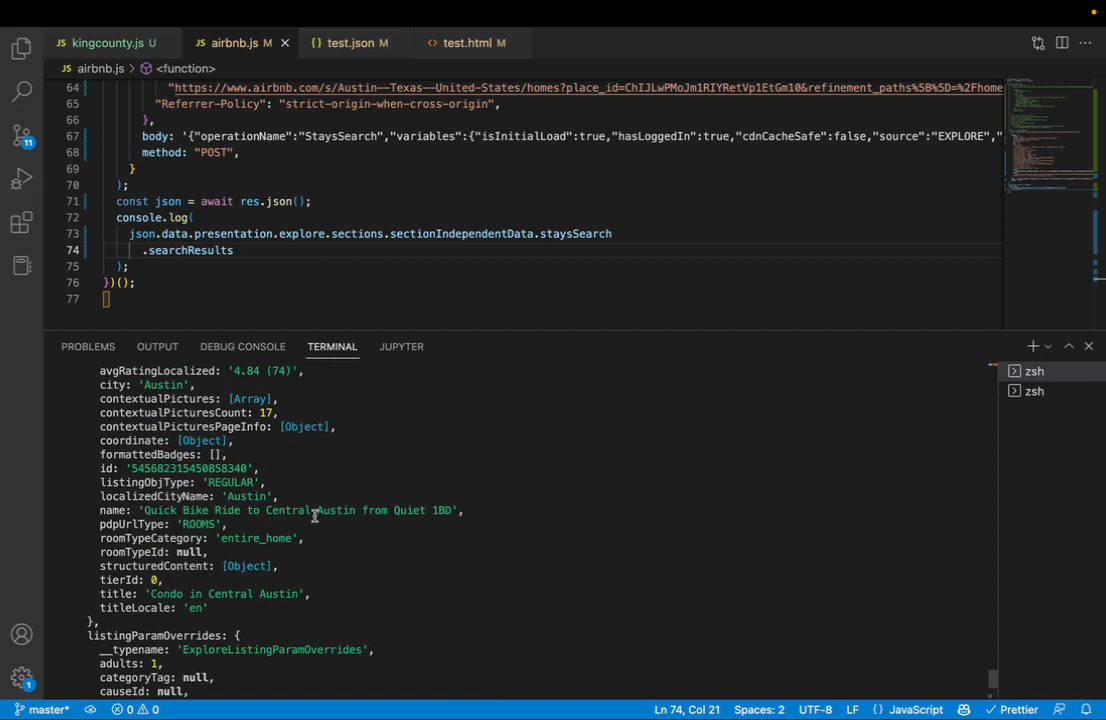 JS kingcounty.js U
JS airbnb.js M
{} test.json M
<> test.html M
JS airbnb.js > <function>
64 "https://www.airbnb.com/s/Austin--Texas--United-States/homes?place_id=ChIJLwPMoJm1RIYRetVp1EtGm10&refinement_paths%5B%5D=%2Fhome
65 "Referrer-Policy": "strict-origin-when-cross-origin",
66 },
67 body: '{"operationName":"StaysSearch","variables":{"isInitialLoad":true,"hasLoggedIn":true,"cdnCacheSafe":false,"source":"EXPLORE","
68 method: "POST",
69 }
70 );
71 const json = await res.json();
72 console.log(
73 json.data.presentation.explore.sections.sectionIndependentData.staysSearch
74 .searchResults
75 );
76 })();
77
PROBLEMS OUTPUT DEBUG CONSOLE TERMINAL JUPYTER
zsh
zsh
avgRatingLocalized: '4.84 (74)',
city: 'Austin',
contextualPictures: [Array],
contextualPicturesCount: 17,
contextualPicturesPageInfo: [Object],
coordinate: [Object],
formattedBadges: [],
id: '545682315450858340',
listingObjType: 'REGULAR',
localizedCityName: 'Austin',
name: 'Quick Bike Ride to Central Austin from Quiet 1BD',
pdpUrlType: 'ROOMS',
roomTypeCategory: 'entire_home',
roomTypeId: null,
structuredContent: [Object],
tierId: 0,
title: 'Condo in Central Austin',
titleLocale: 'en'
},
listingParamOverrides: {
__typename: 'ExploreListingParamOverrides',
adults: 1,
categoryTag: null,
causeId: null,
11
1
master* 0 0 Ln 74, Col 21 Spaces: 2 UTF-8 LF {} JavaScript Prettier